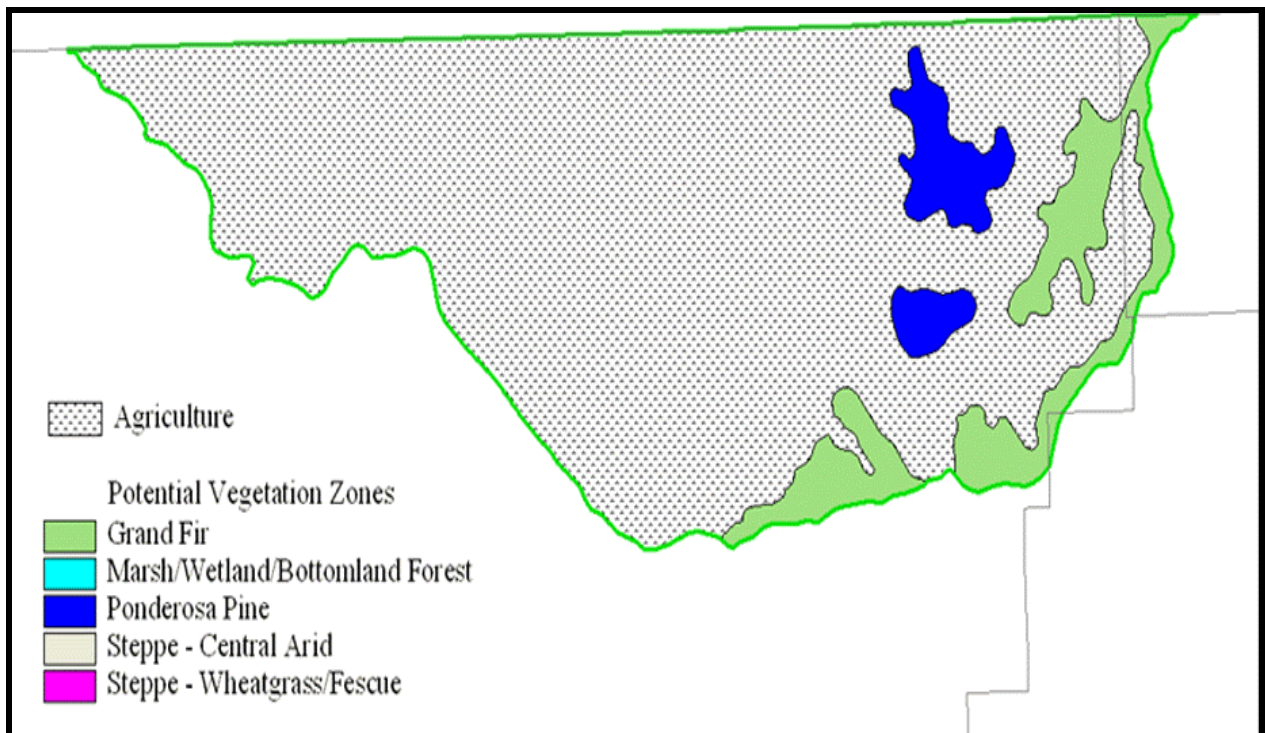 Agriculture
Potential Vegetation Zones
Grand Fir
Marsh/Wetland/Bottomland Forest
Ponderosa Pine
Steppe - Central Arid
Steppe - Wheatgrass/Fescue